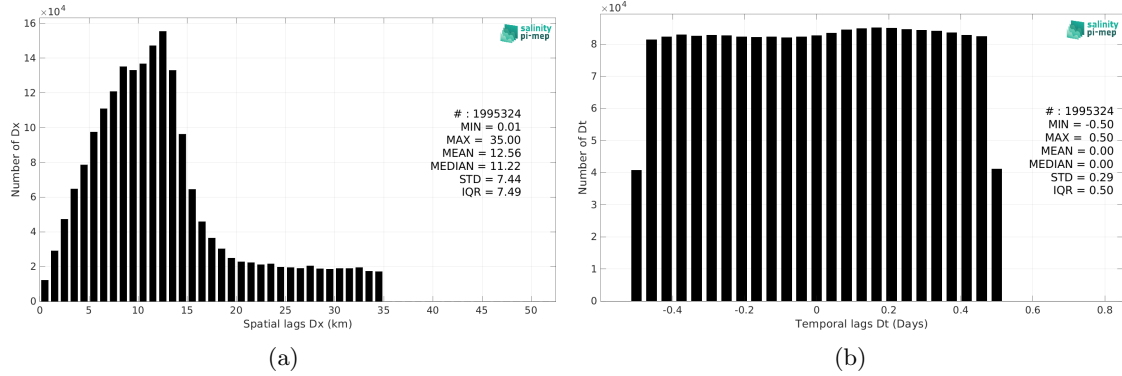 ×10⁴
16
14
12
10
8
6
4
2
0
Number of Dx
0 5 10 15 20 25 30 35 40 45 50
Spatial lags Dx (km)
salinity
pi-mep
# : 1995324
MIN = 0.01
MAX = 35.00
MEAN = 12.56
MEDIAN = 11.22
STD = 7.44
IQR = 7.49
(a)
×10⁴
8
7
6
5
4
3
2
1
0
Number of Dt
-0.4 -0.2 0 0.2 0.4 0.6 0.8
Temporal lags Dt (Days)
salinity
pi-mep
# : 1995324
MIN = -0.50
MAX = 0.50
MEAN = 0.00
MEDIAN = 0.00
STD = 0.29
IQR = 0.50
(b)